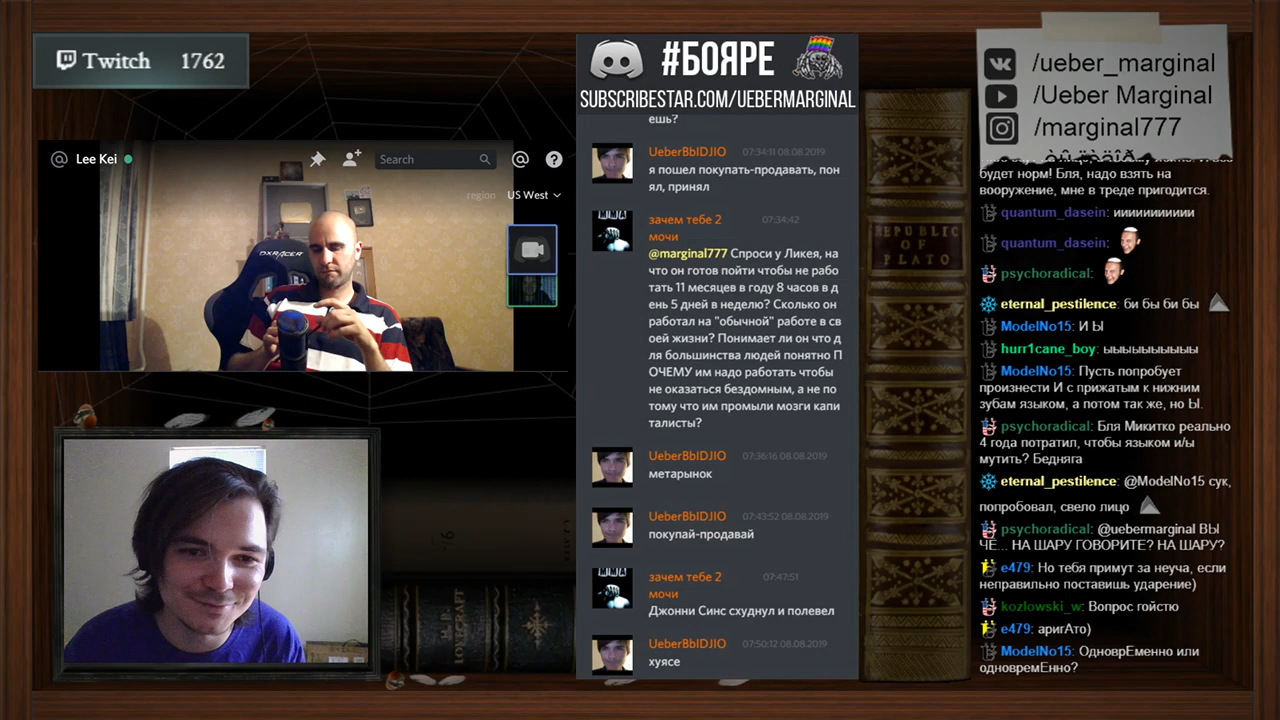 Twitch 1762
@ Lee Kei
Search
region US West
DXRACER
#БОЯРЕ
SUBSCRIBESTAR.COM/UEBERMARGINAL
ешь?
UeberBbIDJIO 07:34:11 08.08.2019
я пошел покупать-продавать, пон
ял, принял
зачем тебе 2 07:34:42
мочи
@marginal777 Спроси у Ликея, на
что он готов пойти чтобы не рабо
тать 11 месяцев в году 8 часов в д
ень 5 дней в неделю? Сколько он
работал на "обычной" работе в св
оей жизни? Понимает ли он что д
ля большинства людей понятно П
ОЧЕМУ им надо работать чтобы
не оказаться бездомным, а не по
тому что им промыли мозги капи
талисты?
UeberBbIDJIO 07:36:16 08.08.2019
метарынок
UeberBbIDJIO 07:43:52 08.08.2019
покупай-продавай
зачем тебе 2 07:47:51
мочи
Джонни Синс схуднул и полевел
UeberBbIDJIO 07:50:12 08.08.2019
хуясе
REPUBLIC
OF
PLATO
LOVECRAFT
/ueber_marginal
/Ueber Marginal
/marginal777
будет норм! Бля, надо взять на
вооружение, мне в треде пригодится.
quantum_dasein: иииииииииии
quantum_dasein:
psychoradical:
eternal_pestilence: би бы би бы
ModelNo15: И Ы
hurr1cane_boy: ыыыыыыыыы
ModelNo15: Пусть попробует
произнести И с прижатым к нижним
зубам языком, а потом так же, но Ы.
psychoradical: Бля Микитко реально
4 года потратил, чтобы языком и/ы
мутить? Бедняга
eternal_pestilence: @ModelNo15 сук,
попробовал, свело лицо
psychoradical: @uebermarginal ВЫ
ЧЕ... НА ШАРУ ГОВОРИТЕ? НА ШАРУ?
e479: Но тебя примут за неуча, если
неправильно поставишь ударение)
kozlowski_w: Вопрос гойстю
e479: аригАто)
ModelNo15: ОдноврЕменно или
одновремЕнно?